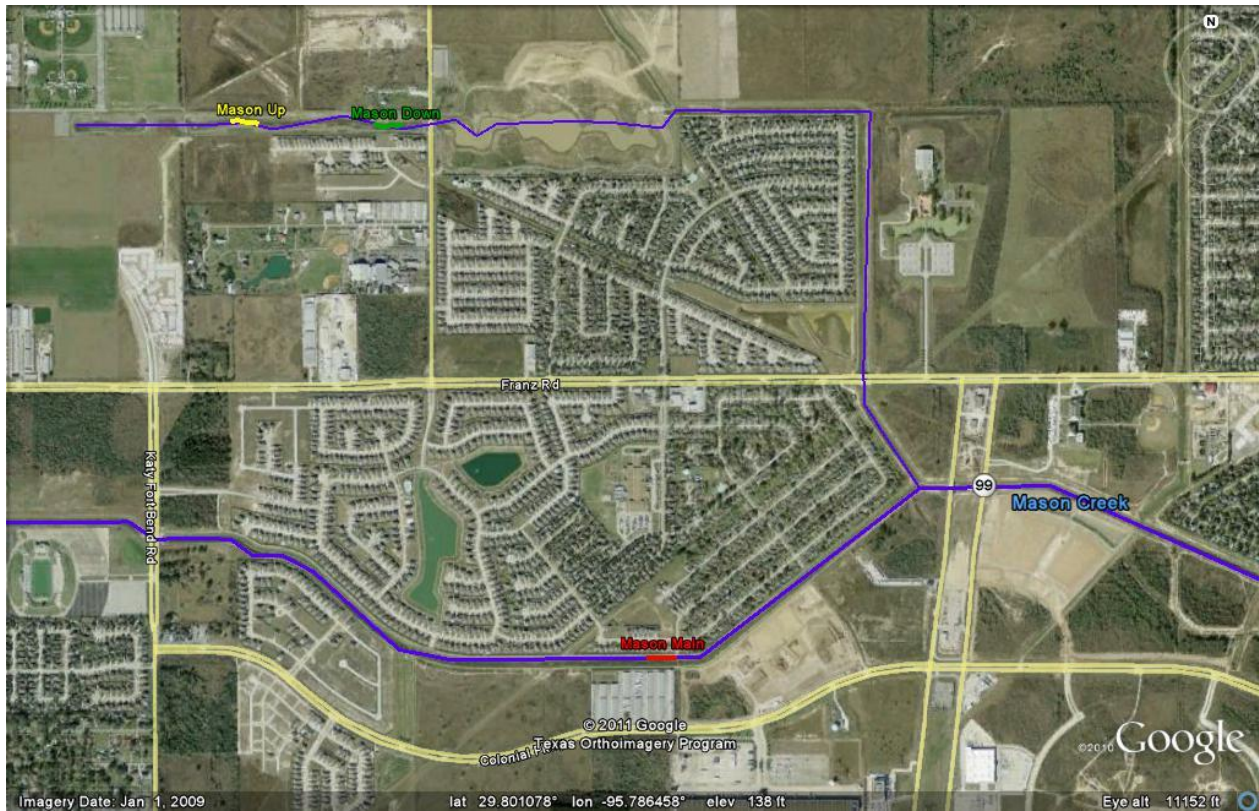 N
Mason Up
Mason Down
Franz Rd
Katy Fort Bend Rd
99
Mason Creek
Mason Main
© 2011 Google
Texas Orthoimagery Program
©2010 Google
Imagery Date: Jan 1, 2009
lat 29.801078° lon -95.786458° elev 138 ft
Eye alt 11152 ft